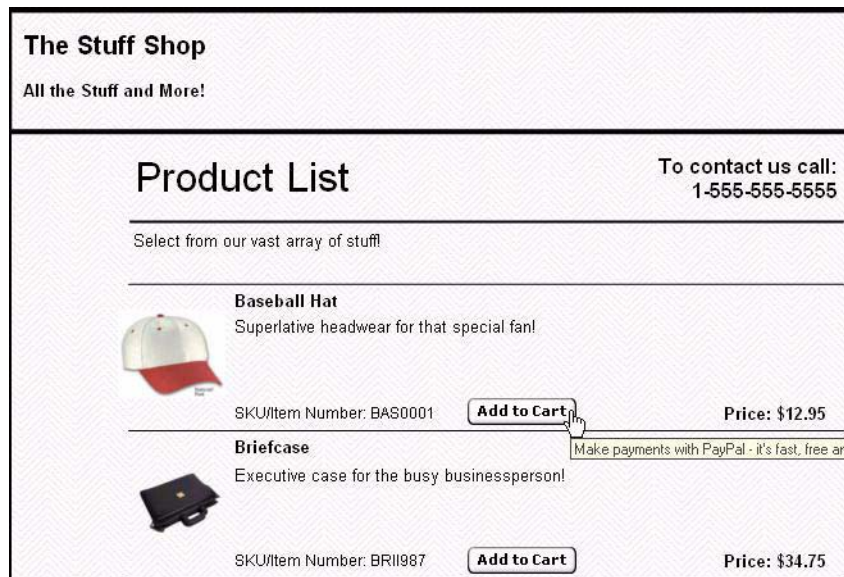 The Stuff Shop
All the Stuff and More!
Product List
To contact us call:
1-555-555-5555
Select from our vast array of stuff!
Baseball Hat
Superlative headwear for that special fan!
SKU/Item Number: BAS0001
Add to Cart
Price: $12.95
Make payments with PayPal - it's fast, free an
Briefcase
Executive case for the busy businessperson!
SKU/Item Number: BRII987
Add to Cart
Price: $34.75